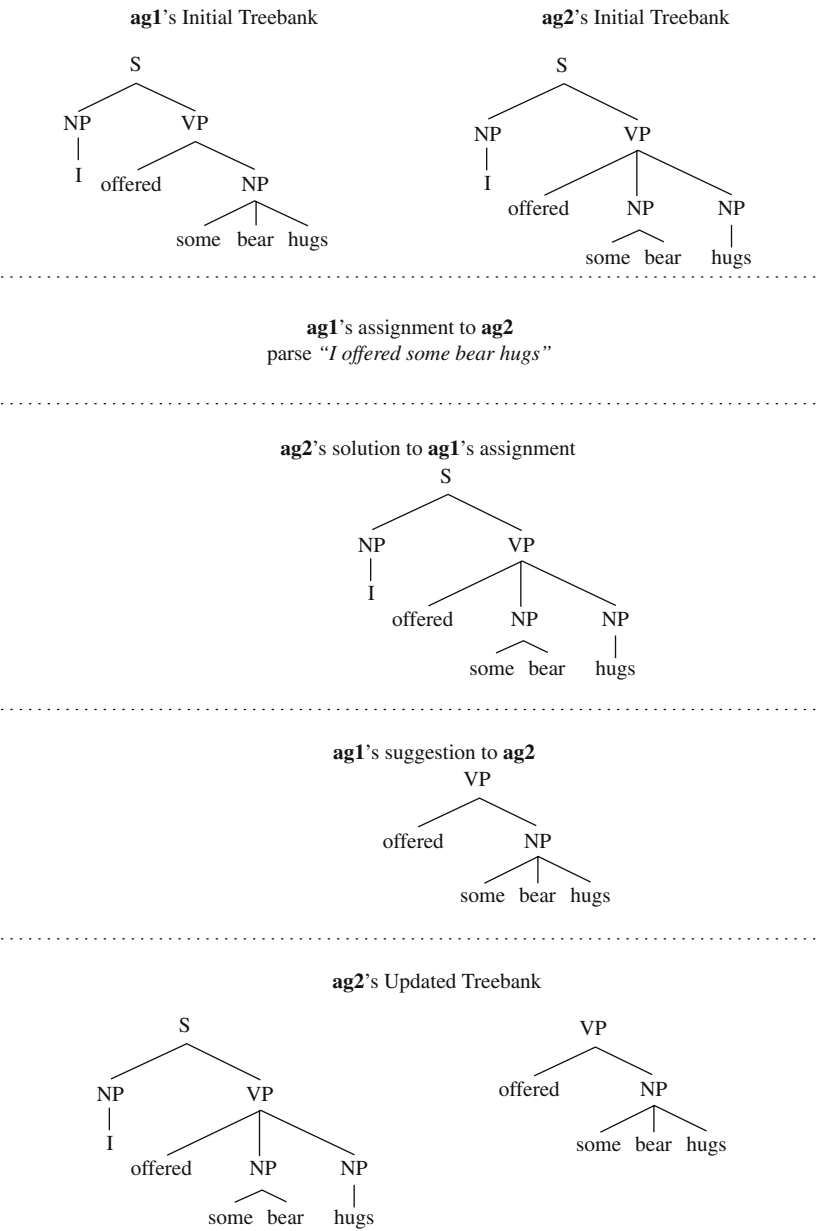 ag1's Initial Treebank ag2's Initial Treebank
S S
NP VP NP VP
I offered NP I offered NP NP
some bear hugs some bear hugs
ag1's assignment to ag2
parse "I offered some bear hugs"
ag2's solution to ag1's assignment
S
NP VP
I offered NP NP
some bear hugs
ag1's suggestion to ag2
VP
offered NP
some bear hugs
ag2's Updated Treebank
S VP
NP VP offered NP
I offered NP NP some bear hugs
some bear hugs